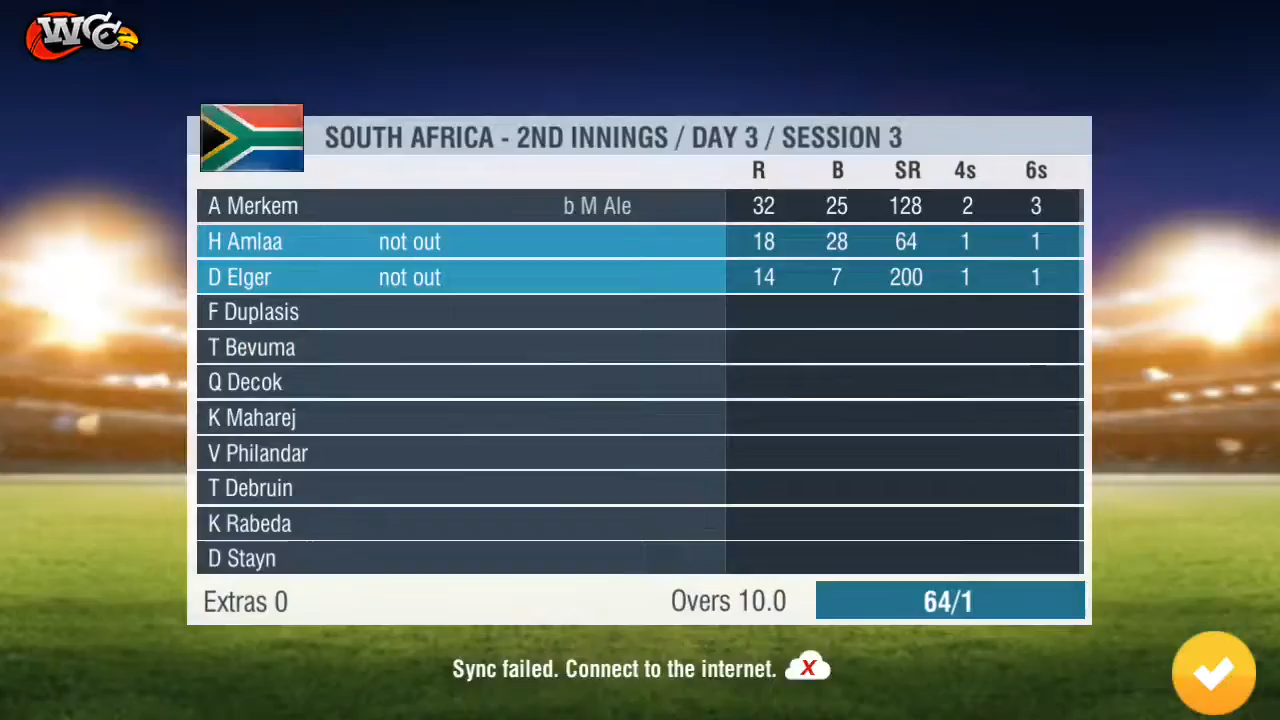 WCC
SOUTH AFRICA - 2ND INNINGS / DAY 3 / SESSION 3
R B SR 4s 6s
A Merkem b M Ale 32 25 128 2 3
H Amlaa not out 18 28 64 1 1
D Elger not out 14 7 200 1 1
F Duplasis
T Bevuma
Q Decok
K Maharej
V Philandar
T Debruin
K Rabeda
D Stayn
Extras 0 Overs 10.0 64/1
Sync failed. Connect to the internet. X